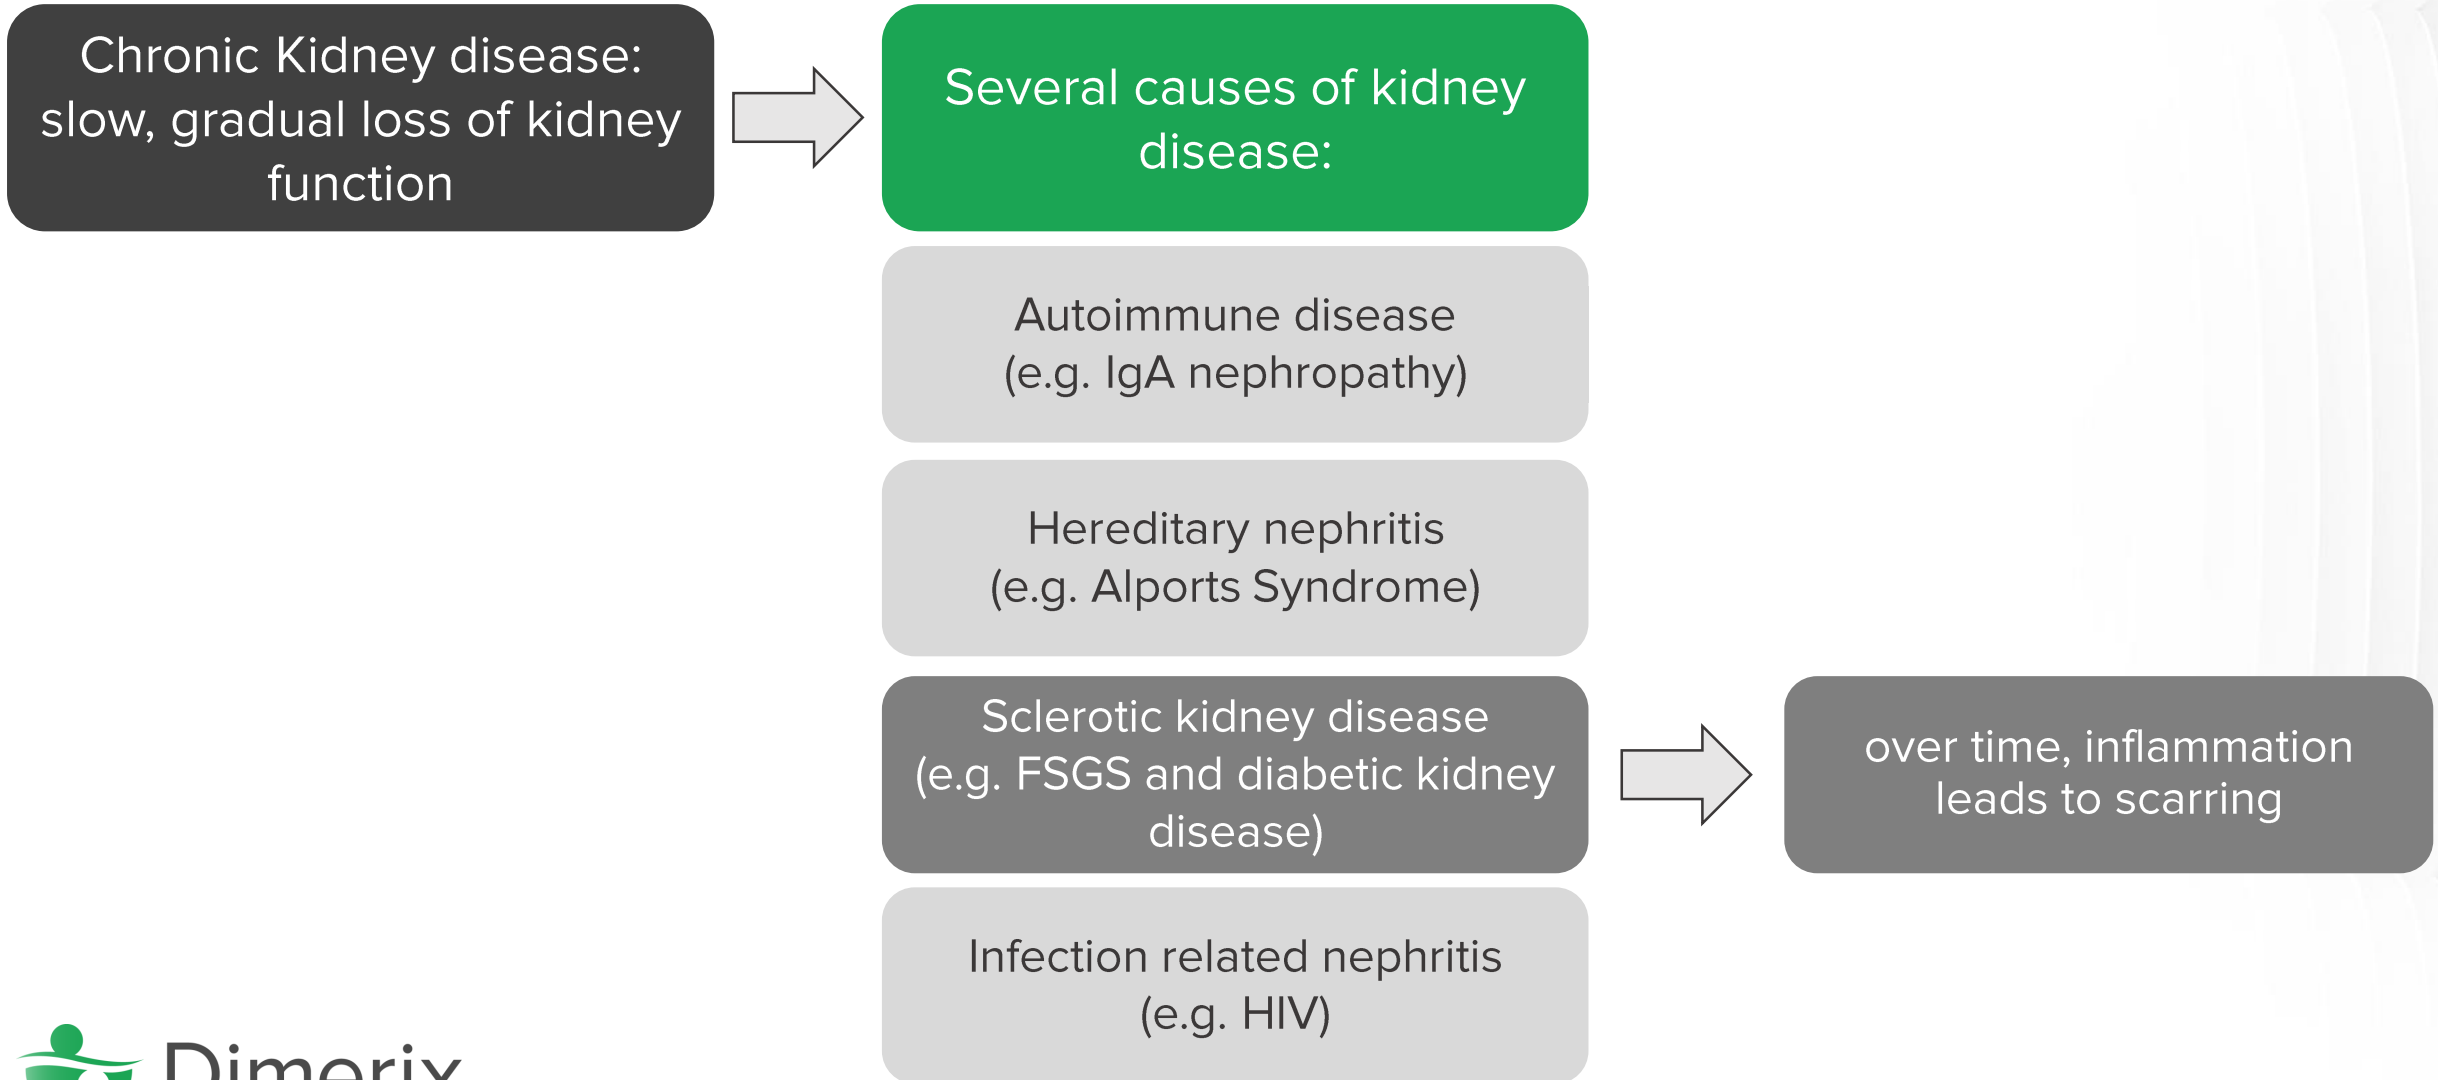 Chronic Kidney disease:
slow, gradual loss of kidney
function
Several causes of kidney
disease:
Autoimmune disease
(e.g. IgA nephropathy)
Hereditary nephritis
(e.g. Alports Syndrome)
Sclerotic kidney disease
(e.g. FSGS and diabetic kidney
disease)
over time, inflammation
leads to scarring
Infection related nephritis
(e.g. HIV)
Dimerix